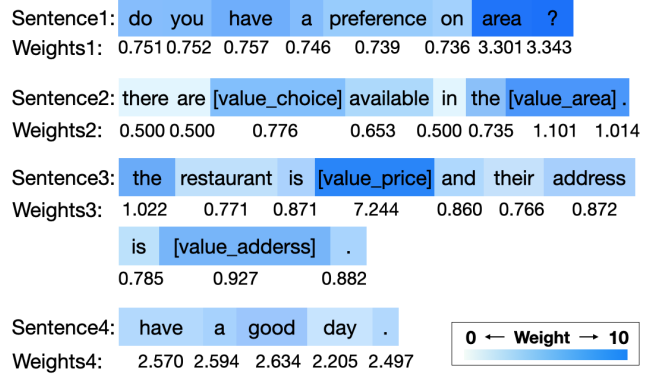 Sentence1: do you have a preference on area ?
Weights1: 0.751 0.752 0.757 0.746 0.739 0.736 3.301 3.343
Sentence2: there are [value_choice] available in the [value_area] .
Weights2: 0.500 0.500 0.776 0.653 0.500 0.735 1.101 1.014
Sentence3: the restaurant is [value_price] and their address
Weights3: 1.022 0.771 0.871 7.244 0.860 0.766 0.872
is [value_adderss] .
0.785 0.927 0.882
Sentence4: have a good day .
Weights4: 2.570 2.594 2.634 2.205 2.497
0 ← Weight → 10